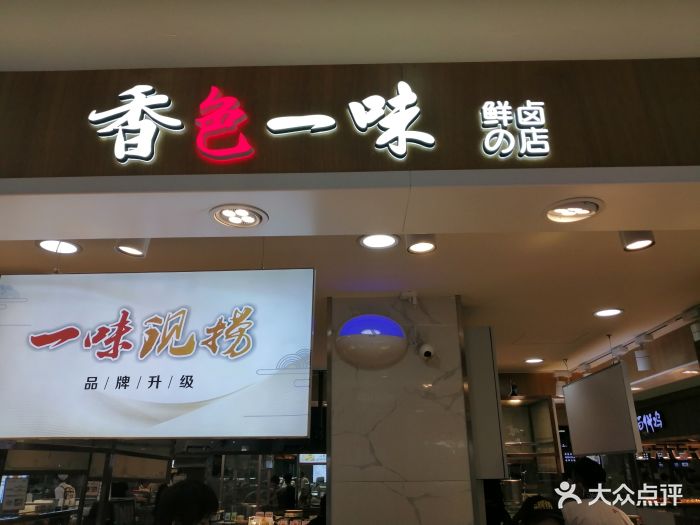 香色一味
鲜卤
の店
一味现捞
品/牌/升/级
大众点评